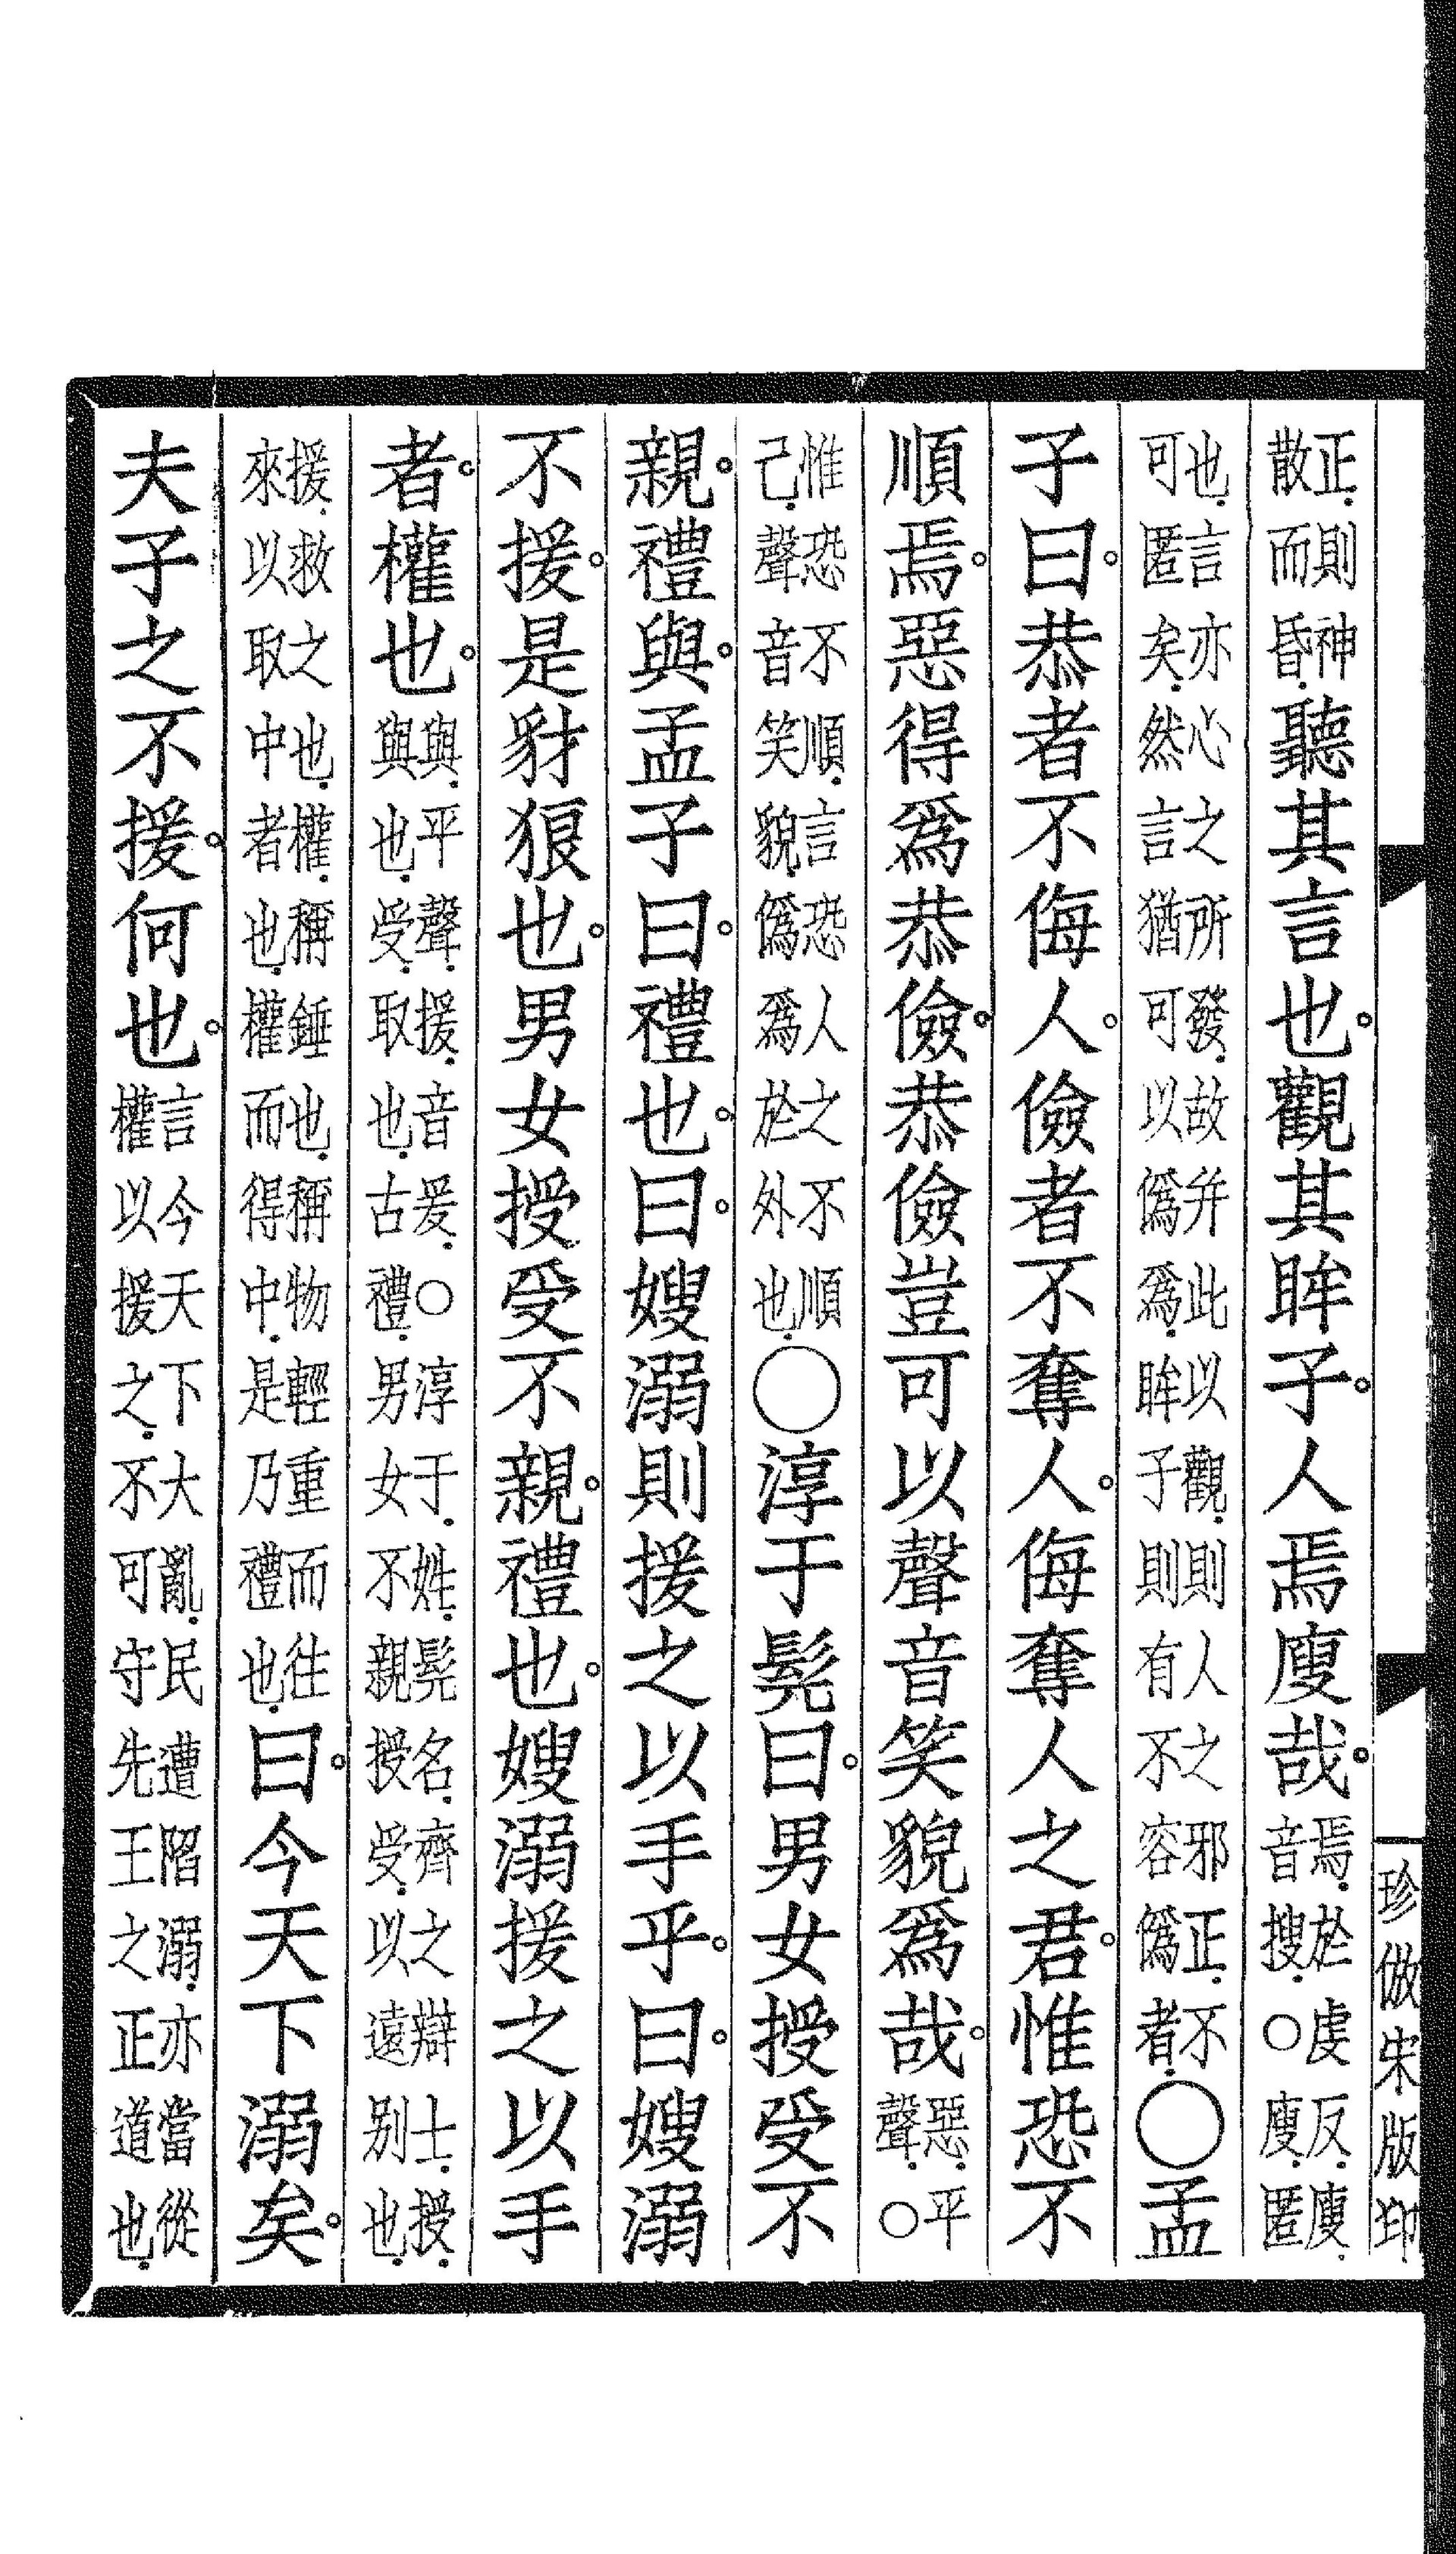 珍倣宋版印
正、則神散而昏、聽其言也。觀其眸子。人焉廋哉。焉、於虔反、廋、音搜、○廋、匿
也、言亦心之所發、故并此以觀、則人之邪正、不可匿矣、然言猶可以僞爲、眸子則有不容僞者、○孟
子曰。恭者不侮人。儉者不奪人。侮奪人之君。惟恐不
順焉。惡得爲恭儉。恭儉豈可以聲音笑貌爲哉。惡、平聲、○
惟恐不順、言恐人之不順己、聲音笑貌、僞爲於外也、○淳于髡曰。男女授受不
親。禮與。孟子曰。禮也。曰。嫂溺則援之以手乎。曰。嫂溺
不援。是豺狼也。男女授受不親。禮也。嫂溺援之以手
者。權也。與、平聲、援、音爰、○淳于、姓、髡名、齊之辯士、授、與也、受、取也、古禮、男女不親授受、以遠別也、
援、救之也、權、稱錘也、稱物輕重而往來以取中者也、權而得中、是乃禮也、曰。今天下溺矣。
夫子之不援。何也。言今天下大亂、民遭陷溺、亦當從權以援之、不可守先王之正道也、